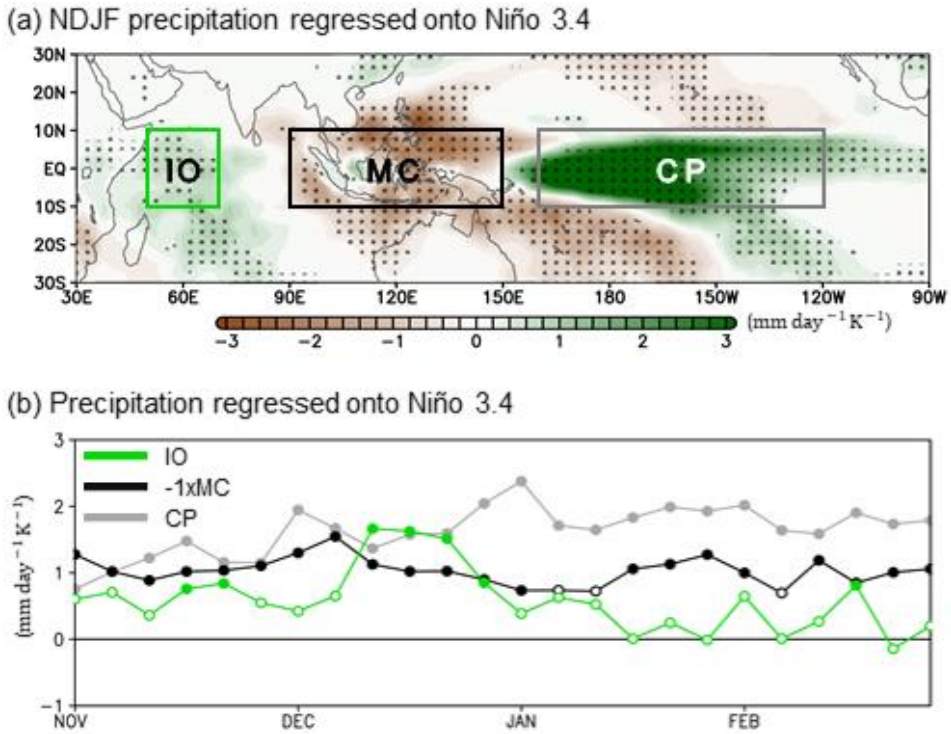 (a) NDJF precipitation regressed onto Niño 3.4
30N
20N
10N
EQ
10S
20S
30S
IO
MC
CP
30E 60E 90E 120E 150E 180 150W 120W 90W
−3 −2 −1 0 1 2 3
(mm day⁻¹ K⁻¹)
(b) Precipitation regressed onto Niño 3.4
(mm day⁻¹ K⁻¹)
3
2
1
0
−1
IO
-1xMC
CP
NOV DEC JAN FEB